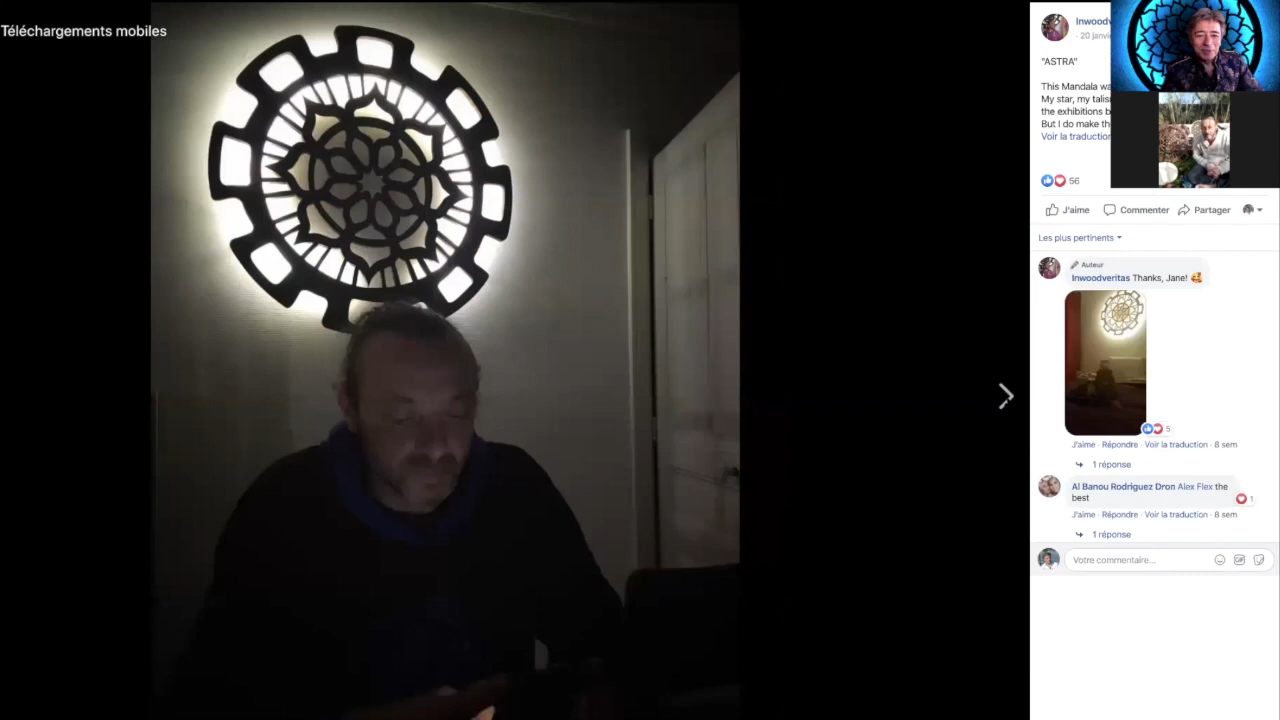 Téléchargements mobiles
Inwoodv
20 janvi
"ASTRA"
This Mandala wa
My star, my talis
the exhibitions b
But I do make th
Voir la traduction
56
J'aime Commenter Partager
Les plus pertinents
Auteur
Inwoodveritas Thanks, Jane!
5
J'aime · Répondre · Voir la traduction · 8 sem
1 réponse
Al Banou Rodriguez Dron Alex Flex the
best
1
J'aime · Répondre · Voir la traduction · 8 sem
1 réponse
Votre commentaire...
GIF